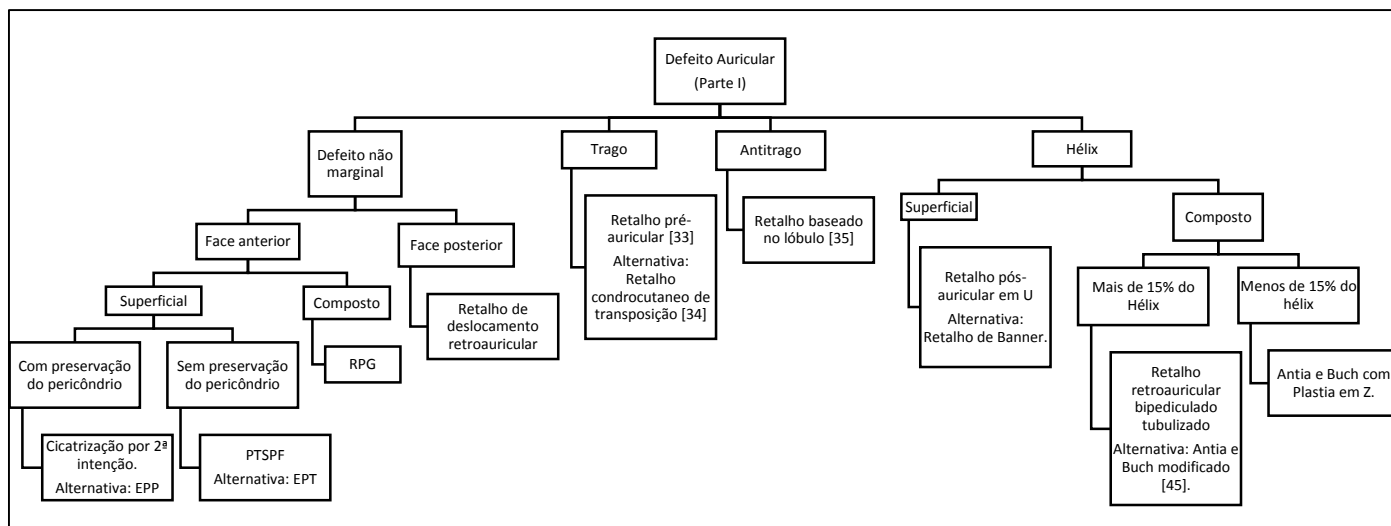 Defeito Auricular
(Parte I)
Defeito não
marginal
Trago
Antitrago
Hélix
Face anterior
Face posterior
Retalho pré-
auricular [33]
Alternativa:
Retalho
condrocutaneo de
transposição [34]
Retalho baseado
no lóbulo [35]
Superficial
Composto
Superficial
Composto
Retalho de
deslocamento
retroauricular
Retalho pós-
auricular em U
Alternativa:
Retalho de Banner.
Mais de 15% do
Hélix
Menos de 15% do
hélix
Com preservação
do pericôndrio
Sem preservação
do pericôndrio
RPG
Retalho
retroauricular
bipediculado
tubulizado
Alternativa: Antia e
Buch modificado
[45].
Antia e Buch com
Plastia em Z.
Cicatrização por 2ª
intenção.
Alternativa: EPP
PTSPF
Alternativa: EPT